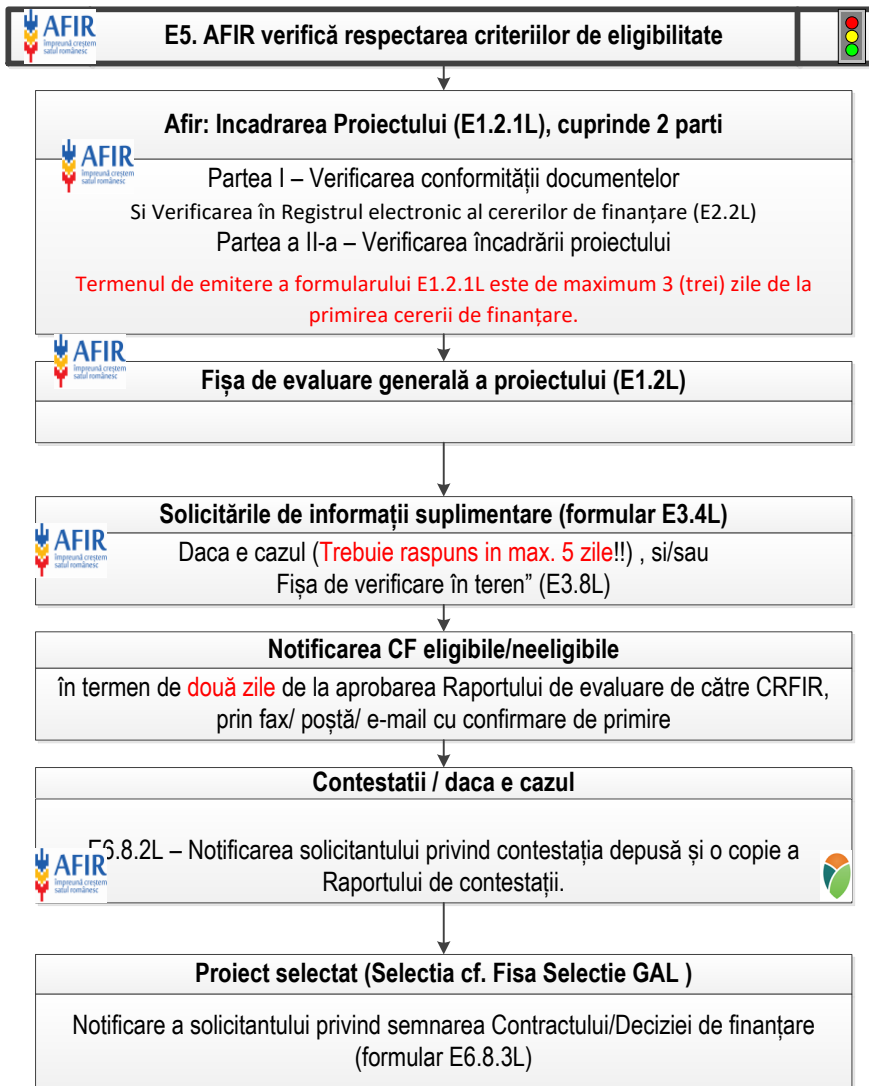 AFIR
Împreună creștem
satul românesc
E5. AFIR verifică respectarea criteriilor de eligibilitate
Afir: Incadrarea Proiectului (E1.2.1L), cuprinde 2 parti
AFIR
Împreună creștem
satul românesc
Partea I – Verificarea conformității documentelor
Si Verificarea în Registrul electronic al cererilor de finanțare (E2.2L)
Partea a II-a – Verificarea încadrării proiectului
Termenul de emitere a formularului E1.2.1L este de maximum 3 (trei) zile de la
primirea cererii de finanțare.
AFIR
Împreună creștem
satul românesc
Fișa de evaluare generală a proiectului (E1.2L)
Solicitările de informații suplimentare (formular E3.4L)
AFIR
Împreună creștem
satul românesc
Daca e cazul (Trebuie raspuns in max. 5 zile!!) , si/sau
Fișa de verificare în teren” (E3.8L)
Notificarea CF eligibile/neeligibile
în termen de două zile de la aprobarea Raportului de evaluare de către CRFIR,
prin fax/ poștă/ e-mail cu confirmare de primire
Contestatii / daca e cazul
E6.8.2L – Notificarea solicitantului privind contestația depusă și o copie a
Raportului de contestații.
AFIR
Împreună creștem
satul românesc
Proiect selectat (Selectia cf. Fisa Selectie GAL )
Notificare a solicitantului privind semnarea Contractului/Deciziei de finanțare
(formular E6.8.3L)